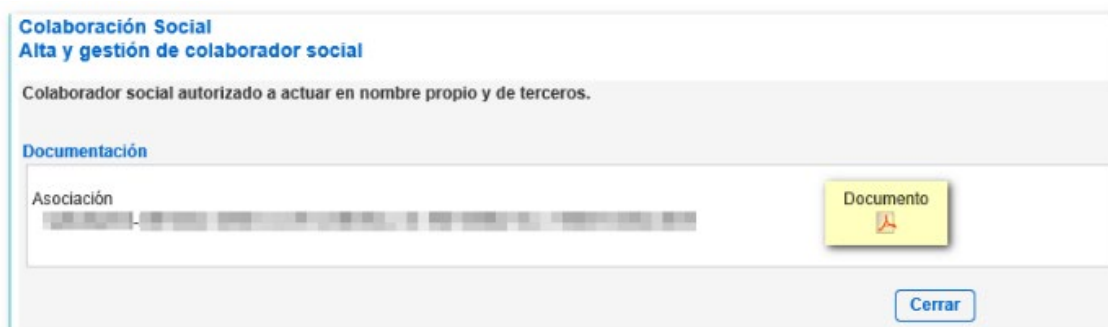 Colaboración Social
Alta y gestión de colaborador social
Colaborador social autorizado a actuar en nombre propio y de terceros.
Documentación
Asociación
Documento
Cerrar